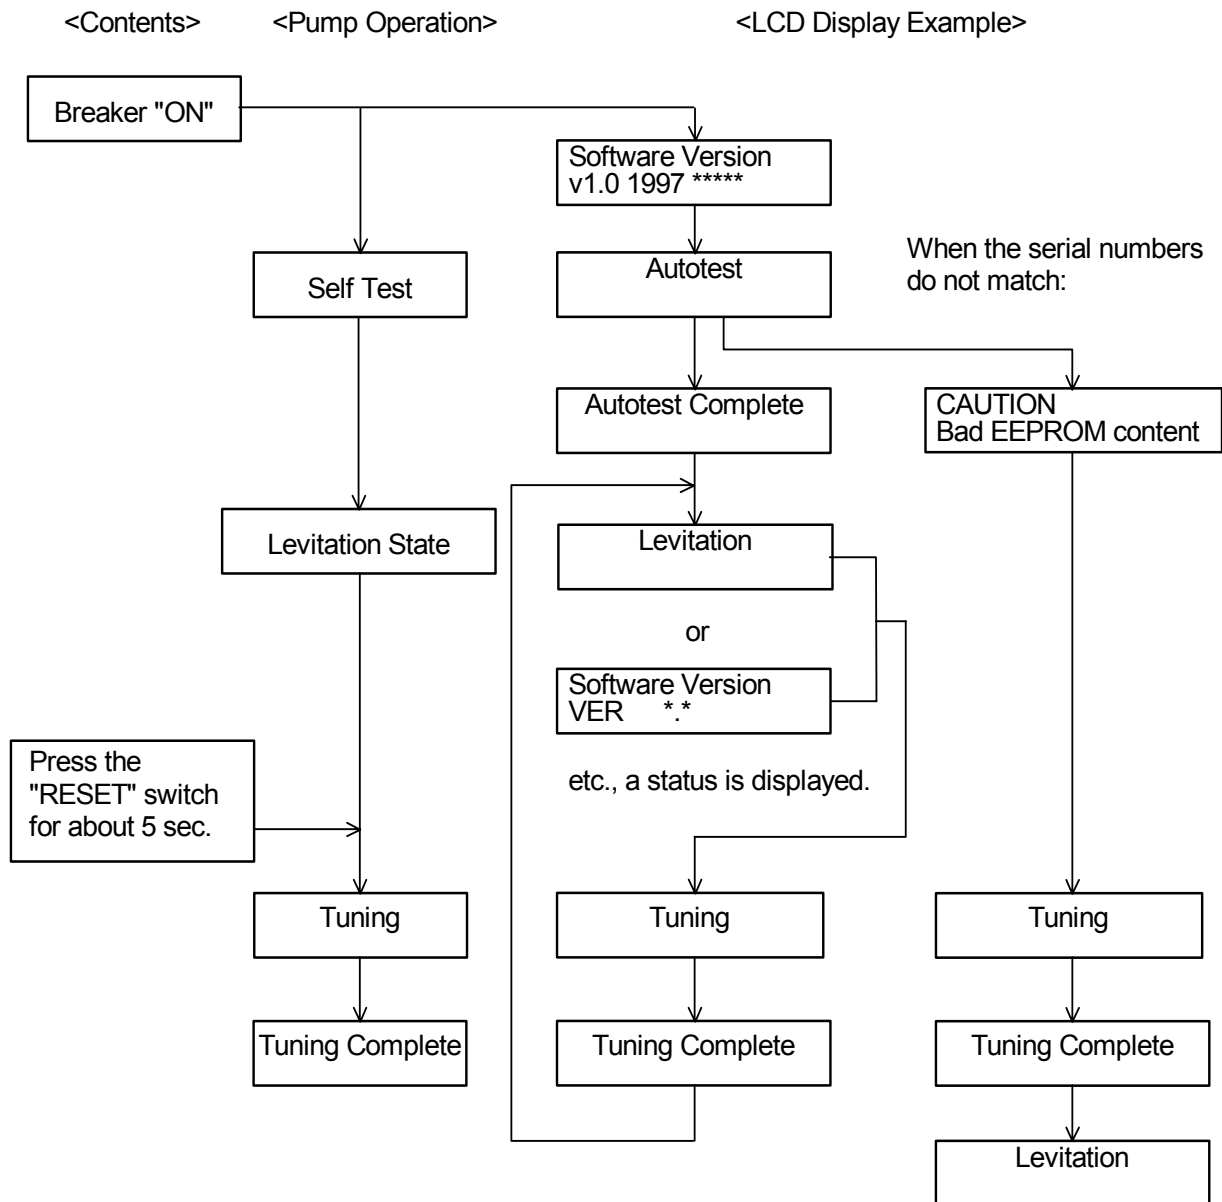 <Contents> <Pump Operation> <LCD Display Example>
Breaker "ON"
Software Version
v1.0 1997 *****
When the serial numbers
do not match:
Self Test
Autotest
Autotest Complete
CAUTION
Bad EEPROM content
Levitation State
Levitation
or
Software Version
VER *.*
etc., a status is displayed.
Press the
"RESET" switch
for about 5 sec.
Tuning
Tuning
Tuning
Tuning Complete
Tuning Complete
Tuning Complete
Levitation